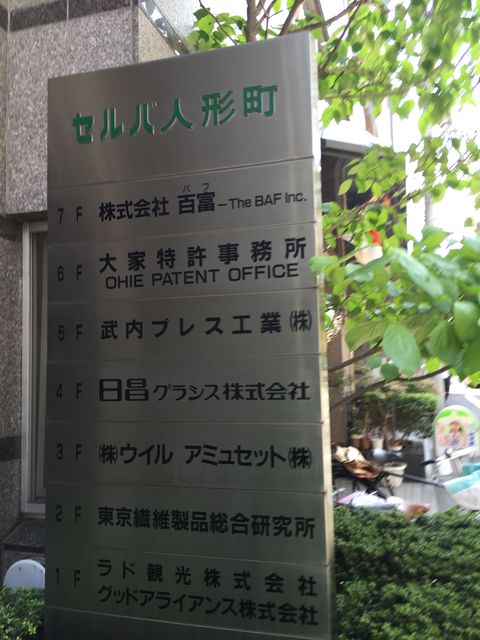 セルバ人形町
バフ
7F 株式会社 百富 – The BAF Inc.
6F 大家特許事務所
OHIE PATENT OFFICE
5F 武内プレス工業㈱
4F 日昌グラシス株式会社
3F ㈱ウイル アミュセット㈱
2F 東京繊維製品総合研究所
1F ラド観光株式会社
グッドアライアンス株式会社